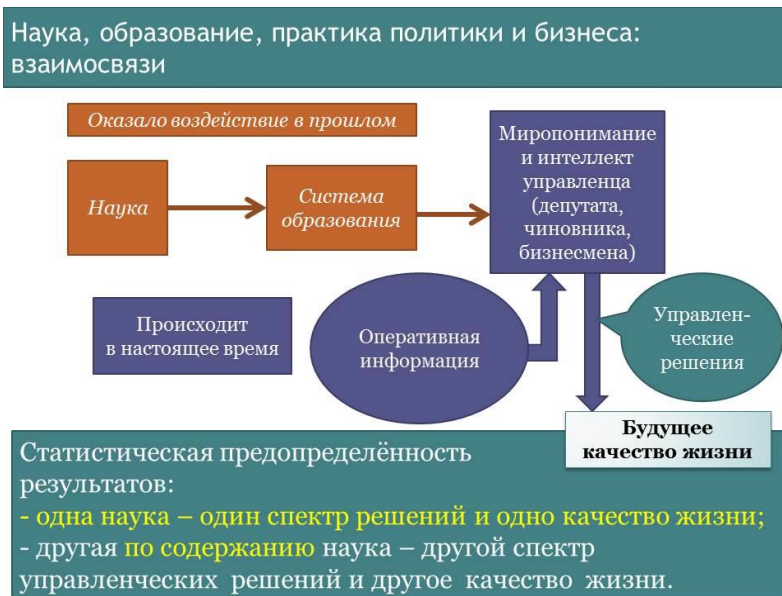 Наука, образование, практика политики и бизнеса:
взаимосвязи
Оказало воздействие в прошлом
Наука
Система
образования
Миропонимание
и интеллект
управленца
(депутата,
чиновника,
бизнесмена)
Происходит
в настоящее время
Оперативная
информация
Управлен-
ческие
решения
Будущее
качество жизни
Статистическая предопределённость
результатов:
- одна наука – один спектр решений и одно качество жизни;
- другая по содержанию наука – другой спектр
управленческих решений и другое качество жизни.